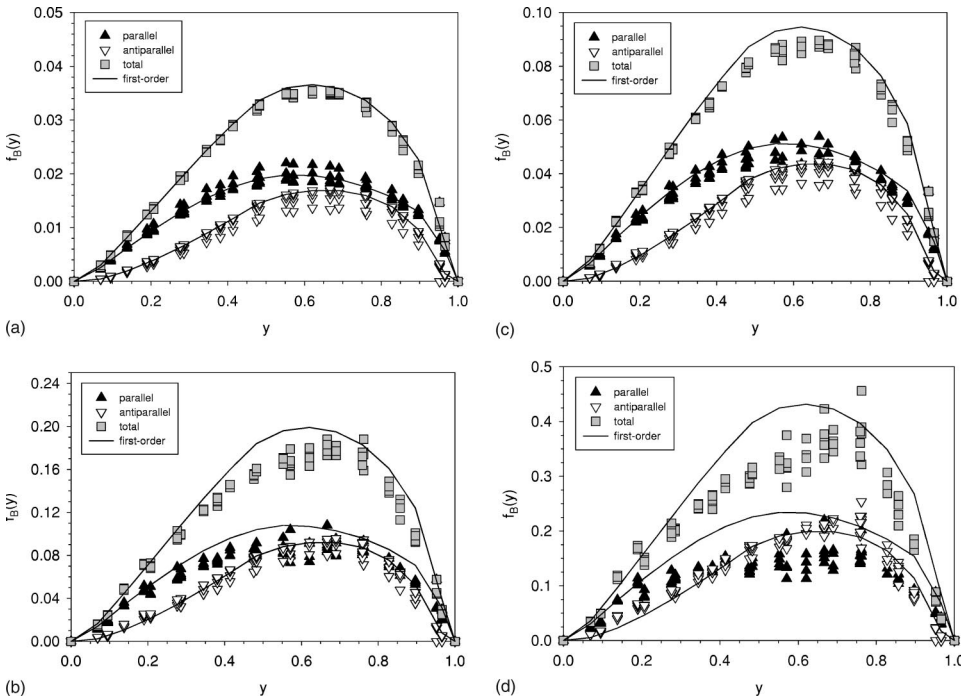 0.05
0.04
0.03
0.02
0.01
0.00
0.0 0.2 0.4 0.6 0.8 1.0
f_B(y)
y
parallel
antiparallel
total
first-order
(a)
0.10
0.08
0.06
0.04
0.02
0.00
0.0 0.2 0.4 0.6 0.8 1.0
f_B(y)
y
parallel
antiparallel
total
first-order
(c)
0.24
0.20
0.16
0.12
0.08
0.04
0.00
0.0 0.2 0.4 0.6 0.8 1.0
f_B(y)
y
parallel
antiparallel
total
first-order
(b)
0.5
0.4
0.3
0.2
0.1
0.0
0.0 0.2 0.4 0.6 0.8 1.0
f_B(y)
y
parallel
antiparallel
total
first-order
(d)